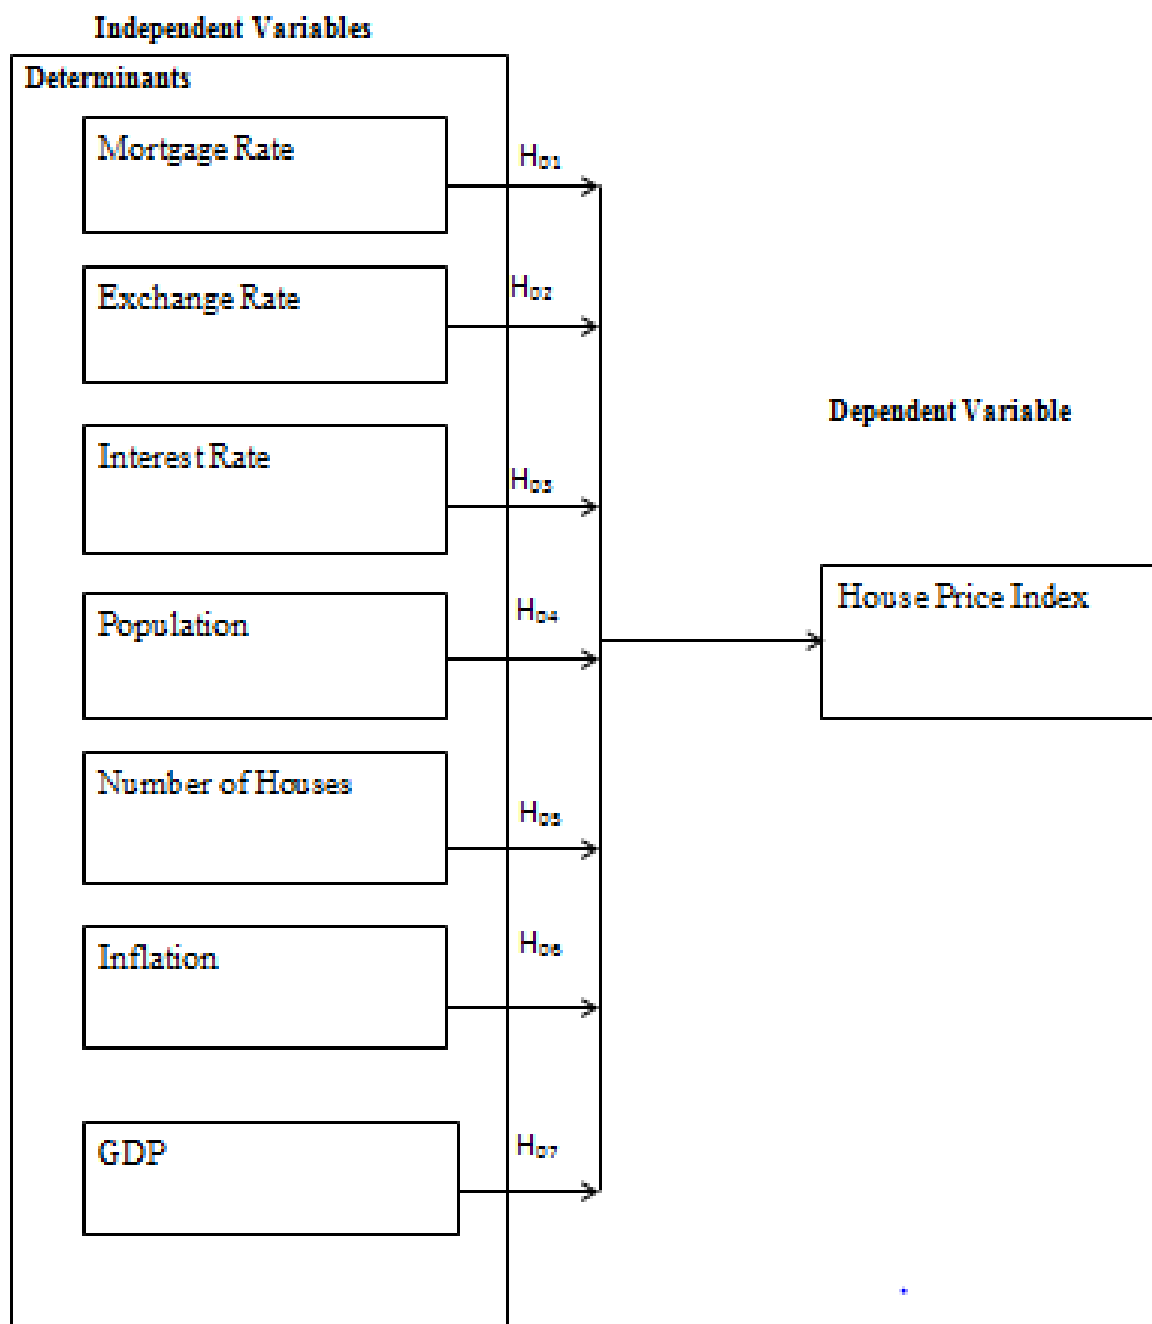 Independent Variables
Determinants
Mortgage Rate
H₀₁
Exchange Rate
H₀₂
Interest Rate
H₀₃
Population
H₀₄
Number of Houses
H₀₅
Inflation
H₀₆
GDP
H₀₇
Dependent Variable
House Price Index